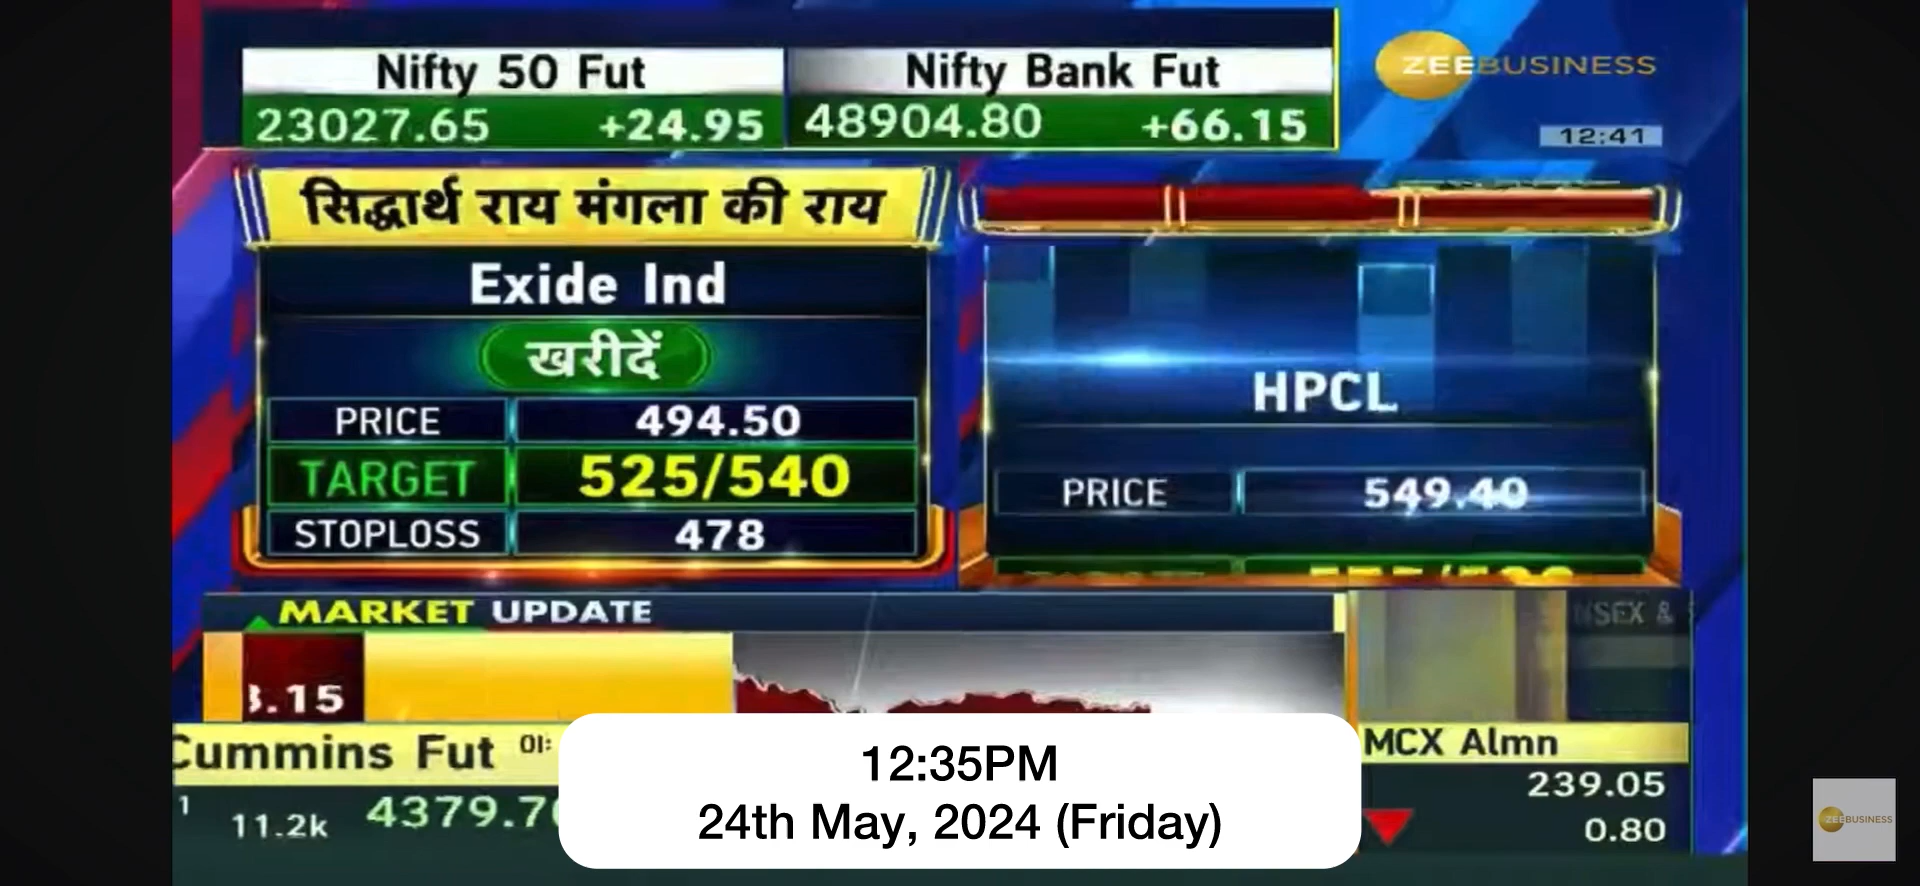 Nifty 50 Fut
23027.65 +24.95
Nifty Bank Fut
48904.80 +66.15
ZEEBUSINESS
12:41
सिद्धार्थ राय मंगला की राय
Exide Ind
खरीदें
PRICE 494.50
TARGET 525/540
STOPLOSS 478
HPCL
PRICE 549.40
MARKET UPDATE
.15
Cummins Fut
11.2k
MCX Almn
239.05
0.80
12:35PM
24th May, 2024 (Friday)
ZEEBUSINESS